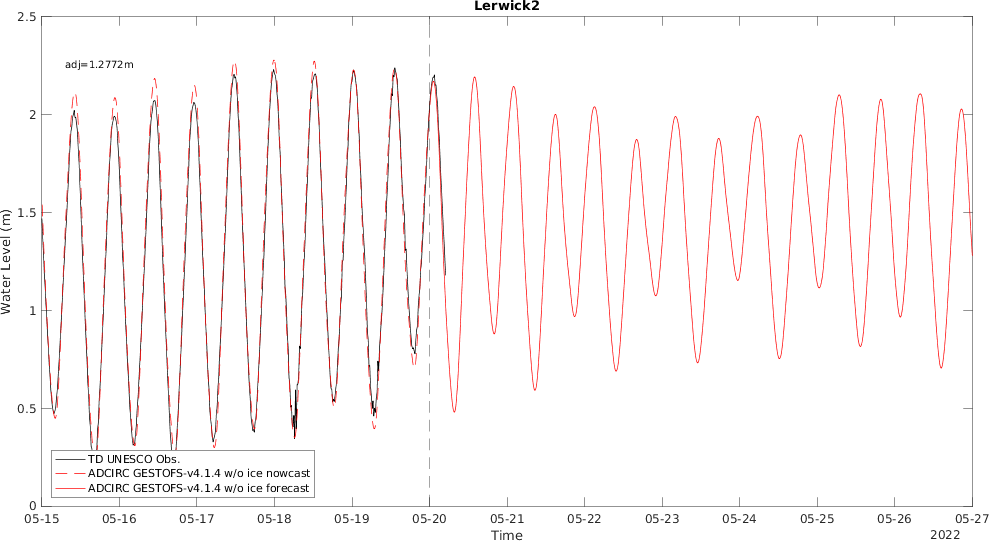 Lerwick2
2.5
adj=1.2772m
2
1.5
Water Level (m)
1
0.5
TD UNESCO Obs.
ADCIRC GESTOFS-v4.1.4 w/o ice nowcast
ADCIRC GESTOFS-v4.1.4 w/o ice forecast
0
05-15 05-16 05-17 05-18 05-19 05-20 05-21 05-22 05-23 05-24 05-25 05-26 05-27
Time
2022